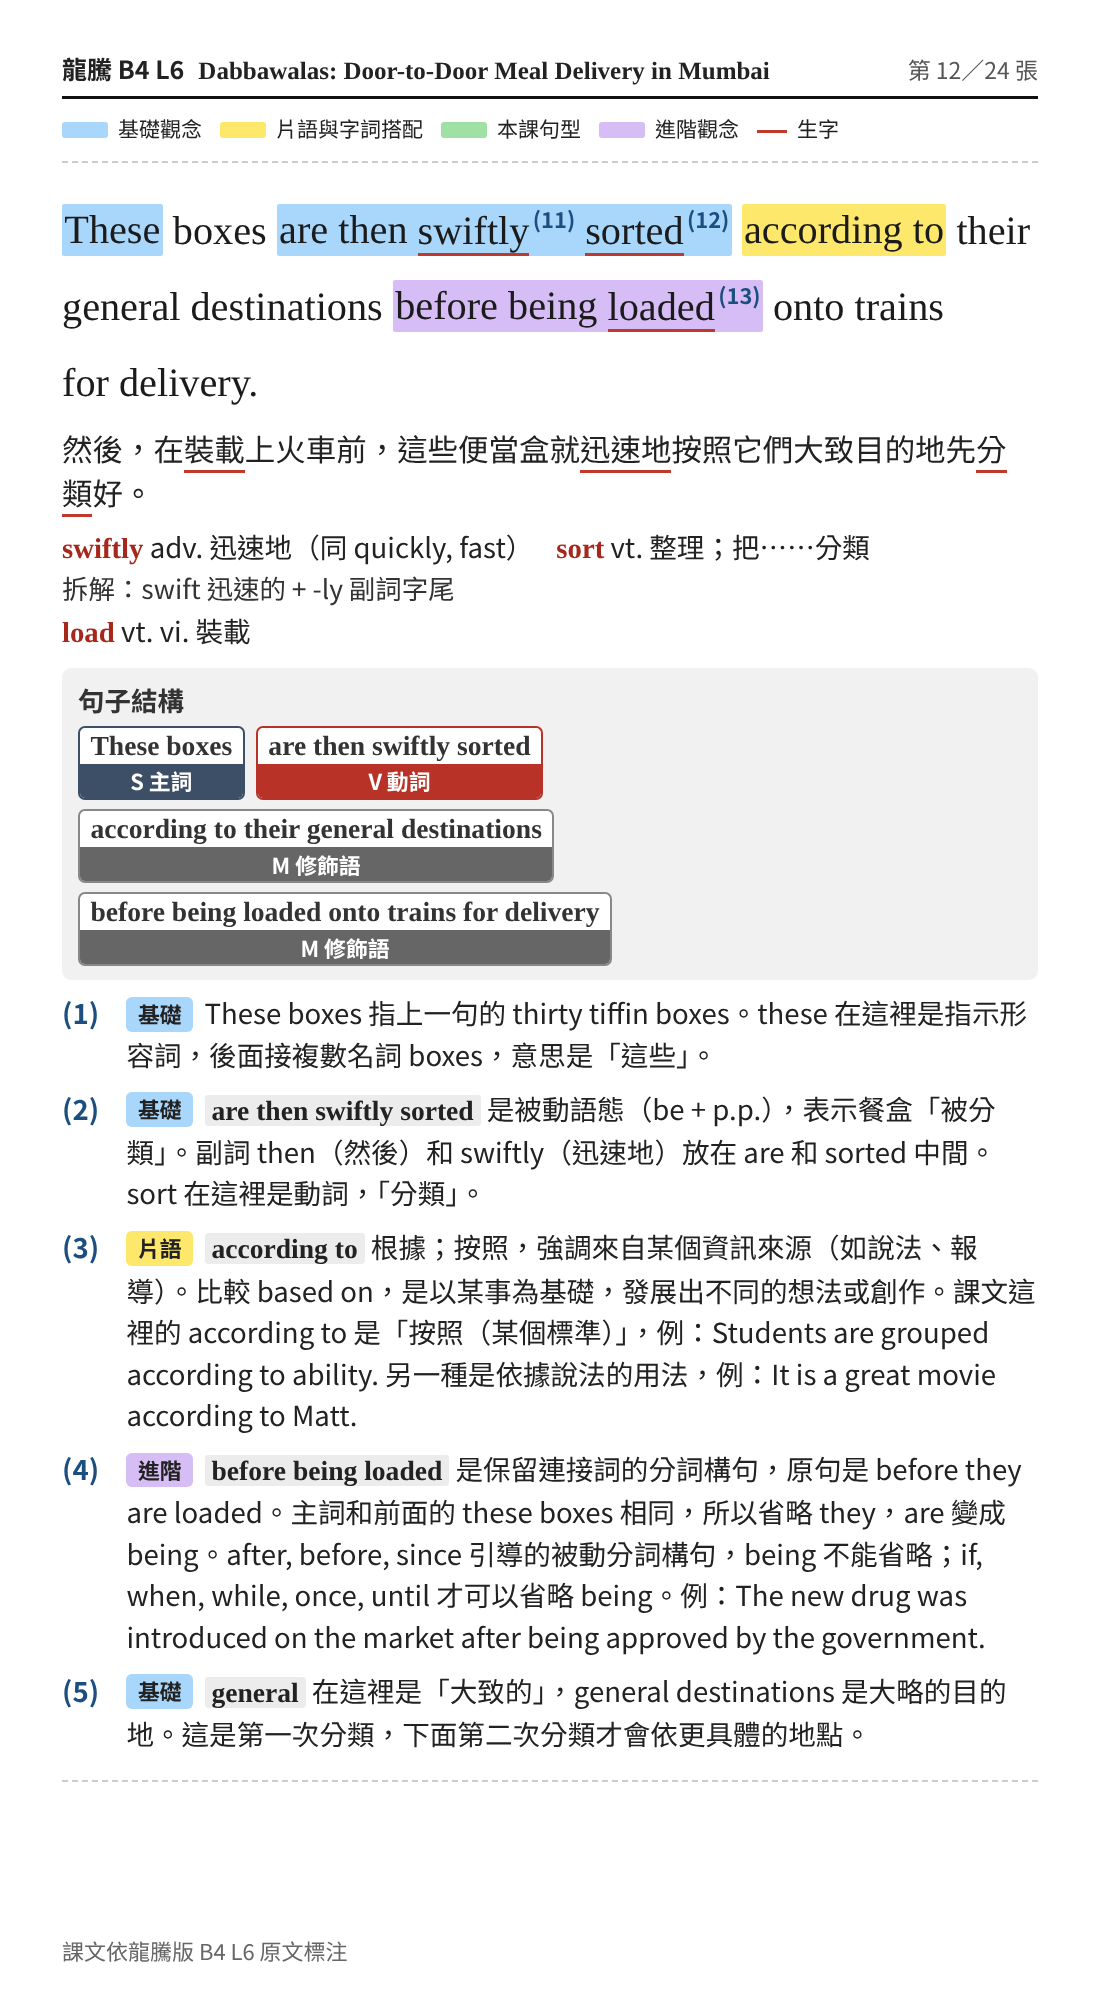 龍騰 B4 L6 Dabbawalas: Door-to-Door Meal Delivery in Mumbai 第 12／24 張
基礎觀念 片語與字詞搭配 本課句型 進階觀念 生字
These boxes are then swiftly(11) sorted(12) according to their
general destinations before being loaded(13) onto trains
for delivery.
然後，在裝載上火車前，這些便當盒就迅速地按照它們大致目的地先分
類好。
swiftly adv. 迅速地（同 quickly, fast） sort vt. 整理；把……分類
拆解：swift 迅速的 + -ly 副詞字尾
load vt. vi. 裝載
句子結構
These boxes are then swiftly sorted
S 主詞 V 動詞
according to their general destinations
M 修飾語
before being loaded onto trains for delivery
M 修飾語
(1) 基礎 These boxes 指上一句的 thirty tiffin boxes。these 在這裡是指示形
容詞，後面接複數名詞 boxes，意思是「這些」。
(2) 基礎 are then swiftly sorted 是被動語態（be + p.p.），表示餐盒「被分
類」。副詞 then（然後）和 swiftly（迅速地）放在 are 和 sorted 中間。
sort 在這裡是動詞，「分類」。
(3) 片語 according to 根據；按照，強調來自某個資訊來源（如說法、報
導）。比較 based on，是以某事為基礎，發展出不同的想法或創作。課文這
裡的 according to 是「按照（某個標準）」，例：Students are grouped
according to ability. 另一種是依據說法的用法，例：It is a great movie
according to Matt.
(4) 進階 before being loaded 是保留連接詞的分詞構句，原句是 before they
are loaded。主詞和前面的 these boxes 相同，所以省略 they，are 變成
being。after, before, since 引導的被動分詞構句，being 不能省略；if,
when, while, once, until 才可以省略 being。例：The new drug was
introduced on the market after being approved by the government.
(5) 基礎 general 在這裡是「大致的」，general destinations 是大略的目的
地。這是第一次分類，下面第二次分類才會依更具體的地點。
課文依龍騰版 B4 L6 原文標注